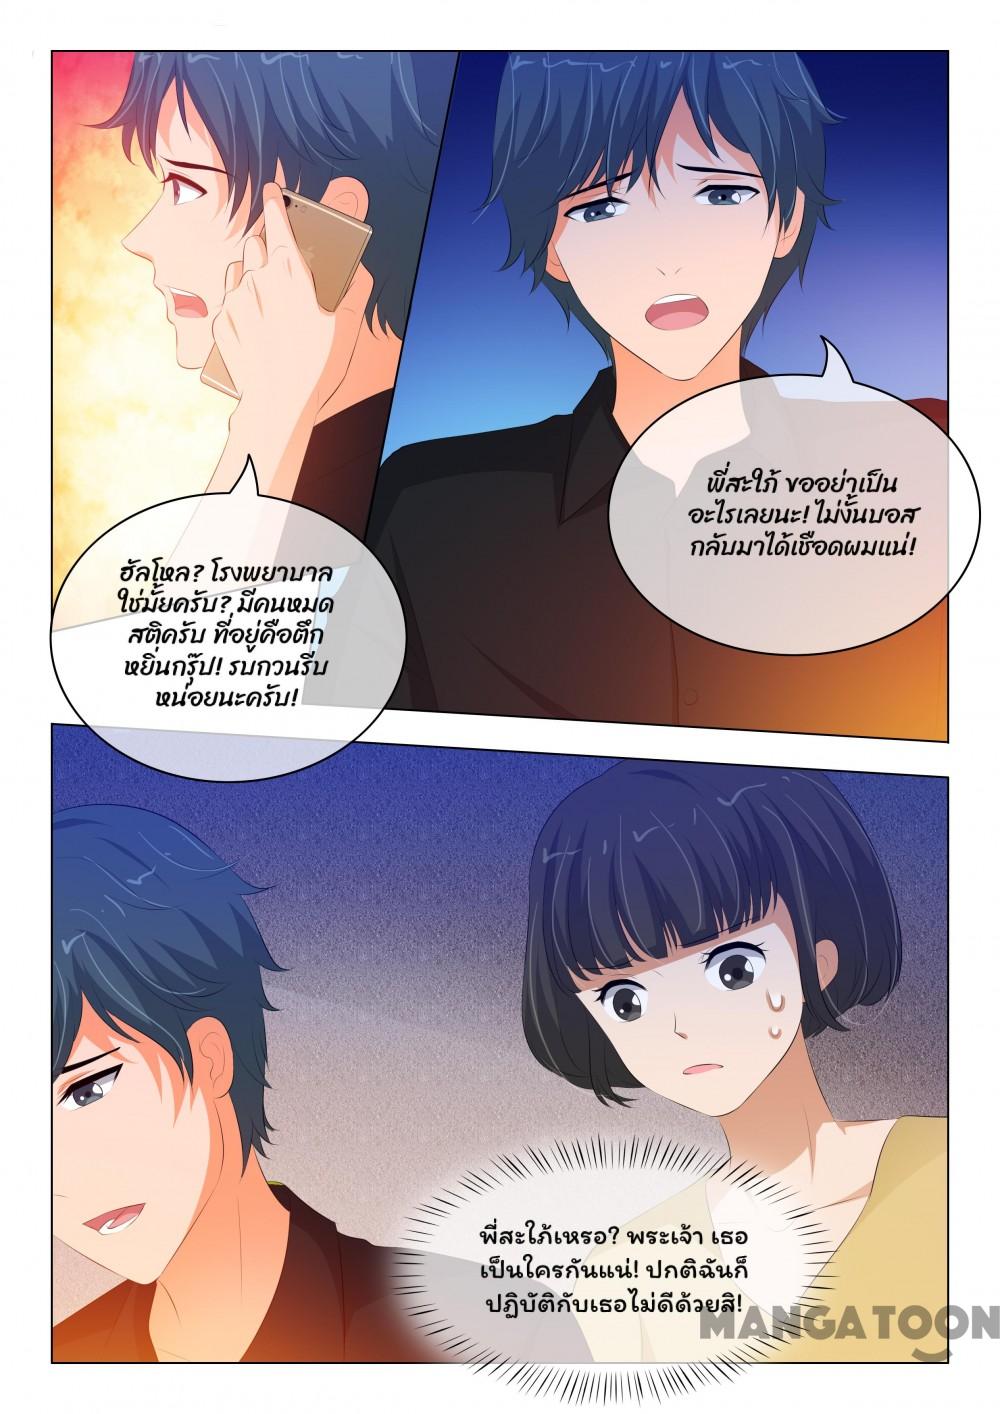 ฮัลโหล? โรงพยาบาล
ใช่มั้ยครับ? มีคนหมด
สติครับ ที่อยู่คือตึก
หยิ่นกรุ๊ป! รบกวนรีบ
หน่อยนะครับ!
พี่สะใภ้ ขออย่าเป็น
อะไรเลยนะ! ไม่งั้นบอส
กลับมาได้เชือดผมแน่!
พี่สะใภ้เหรอ? พระเจ้า เธอ
เป็นใครกันแน่! ปกติฉันก็
ปฏิบัติกับเธอไม่ดีด้วยสิ!
MANGATOON